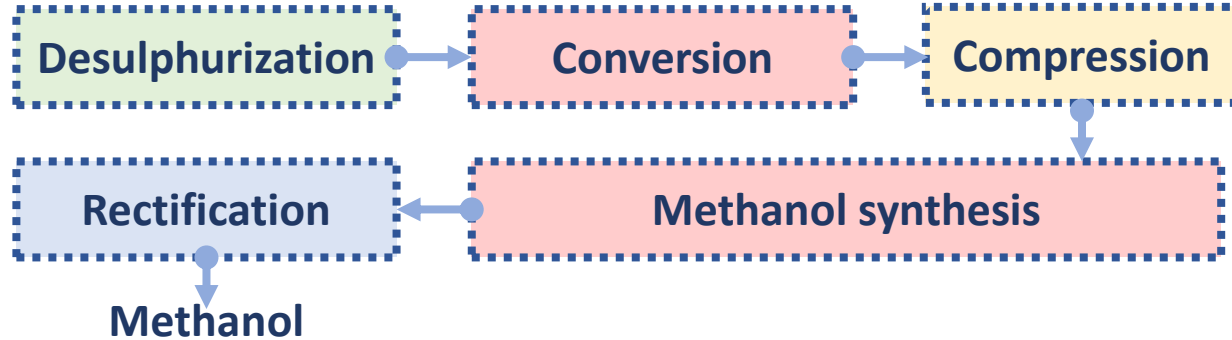 Desulphurization
Conversion
Compression
Rectification
Methanol synthesis
Methanol